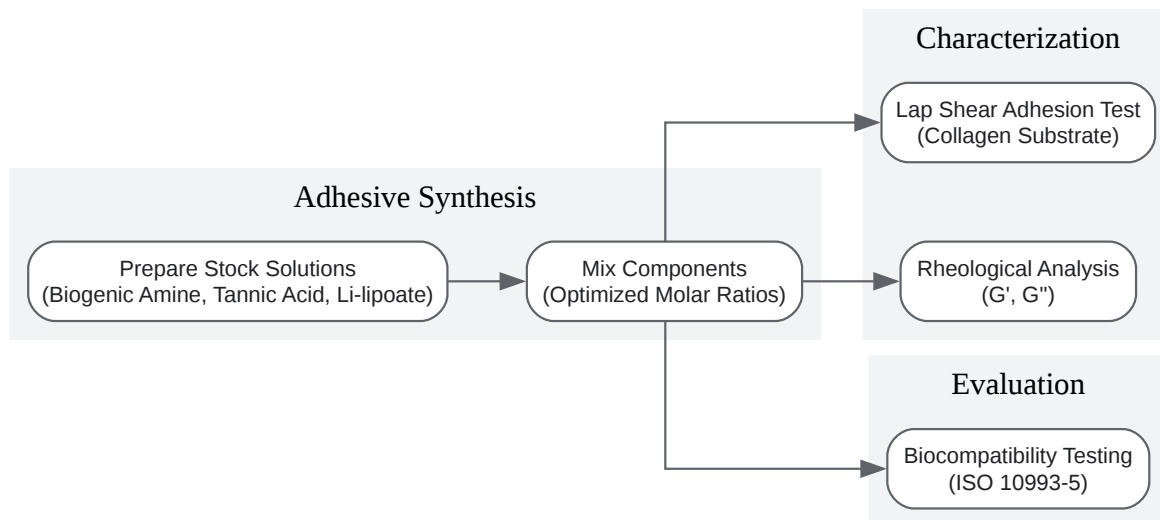 Adhesive Synthesis
Prepare Stock Solutions
(Biogenic Amine, Tannic Acid, Li-lipoate)
Mix Components
(Optimized Molar Ratios)
Characterization
Lap Shear Adhesion Test
(Collagen Substrate)
Rheological Analysis
(G', G")
Evaluation
Biocompatibility Testing
(ISO 10993-5)